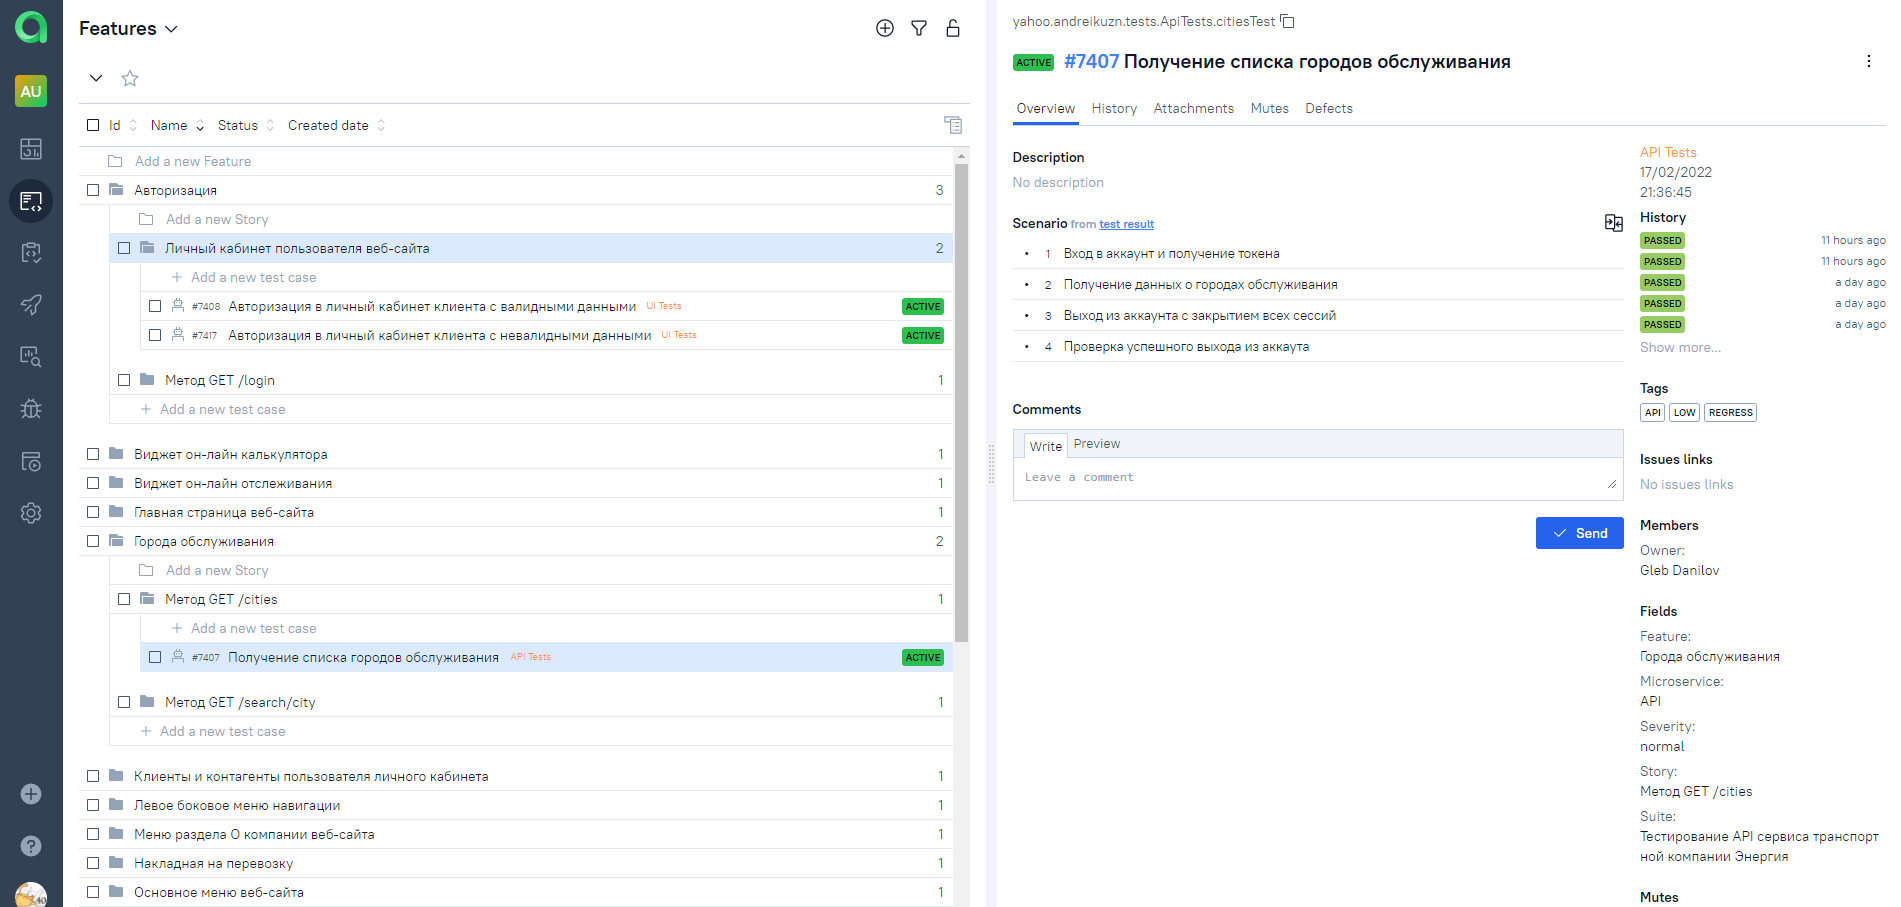 AU
Features
Id Name Status Created date
Add a new Feature
Авторизация 3
Add a new Story
Личный кабинет пользователя веб-сайта 2
Add a new test case
#7408 Авторизация в личный кабинет клиента с валидными данными UI Tests ACTIVE
#7417 Авторизация в личный кабинет клиента с невалидными данными UI Tests ACTIVE
Метод GET /login 1
Add a new test case
Виджет он-лайн калькулятора 1
Виджет он-лайн отслеживания 1
Главная страница веб-сайта 1
Города обслуживания 2
Add a new Story
Метод GET /cities 1
Add a new test case
#7407 Получение списка городов обслуживания API Tests ACTIVE
Метод GET /search/city 1
Add a new test case
Клиенты и контагенты пользователя личного кабинета 1
Левое боковое меню навигации 1
Меню раздела О компании веб-сайта 1
Накладная на перевозку 1
Основное меню веб-сайта 1
40
yahoo.andreikuzn.tests.ApiTests.citiesTest
ACTIVE #7407 Получение списка городов обслуживания
Overview History Attachments Mutes Defects
Description
No description
Scenario from test result
1 Вход в аккаунт и получение токена
2 Получение данных о городах обслуживания
3 Выход из аккаунта с закрытием всех сессий
4 Проверка успешного выхода из аккаута
Comments
Write Preview
Leave a comment
Send
API Tests
17/02/2022
21:36:45
History
PASSED 11 hours ago
PASSED 11 hours ago
PASSED a day ago
PASSED a day ago
PASSED a day ago
Show more...
Tags
API LOW REGRESS
Issues links
No issues links
Members
Owner:
Gleb Danilov
Fields
Feature:
Города обслуживания
Microservice:
API
Severity:
normal
Story:
Метод GET /cities
Suite:
Тестирование API сервиса транспорт
ной компании Энергия
Mutes